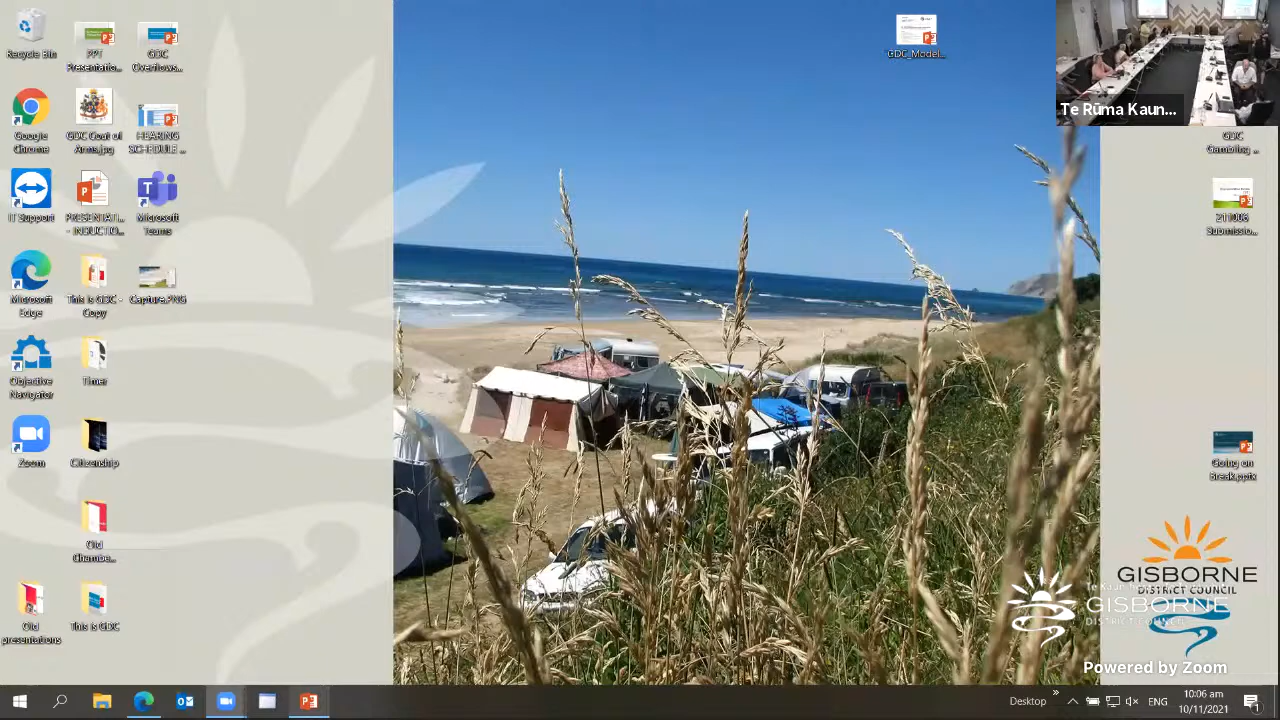 Recycle Bin
PPT
Presentatio...
GDC
Overflows...
GDC_Model...
Te Rūma Kaun...
Google
Chrome
GDC Coat of
Arms.jpg
HEARING
SCHEDULE ...
GDC
Gambling ...
IT Support
PRESENTATI...
- INDUCTIO...
Microsoft
Teams
211008
Submissio...
Microsoft
Edge
This is GDC -
Copy
Capture.PNG
Objective
Navigator
Timer
Zoom
Citizenship
Going on
Break.pptx
Old
Chambe...
Old
presentations
This is GDC
GISBORNE
DISTRICT COUNCIL
GISBORNE
DISTRICT COUNCIL
Powered by Zoom
Desktop
ENG
10:06 am
10/11/2021